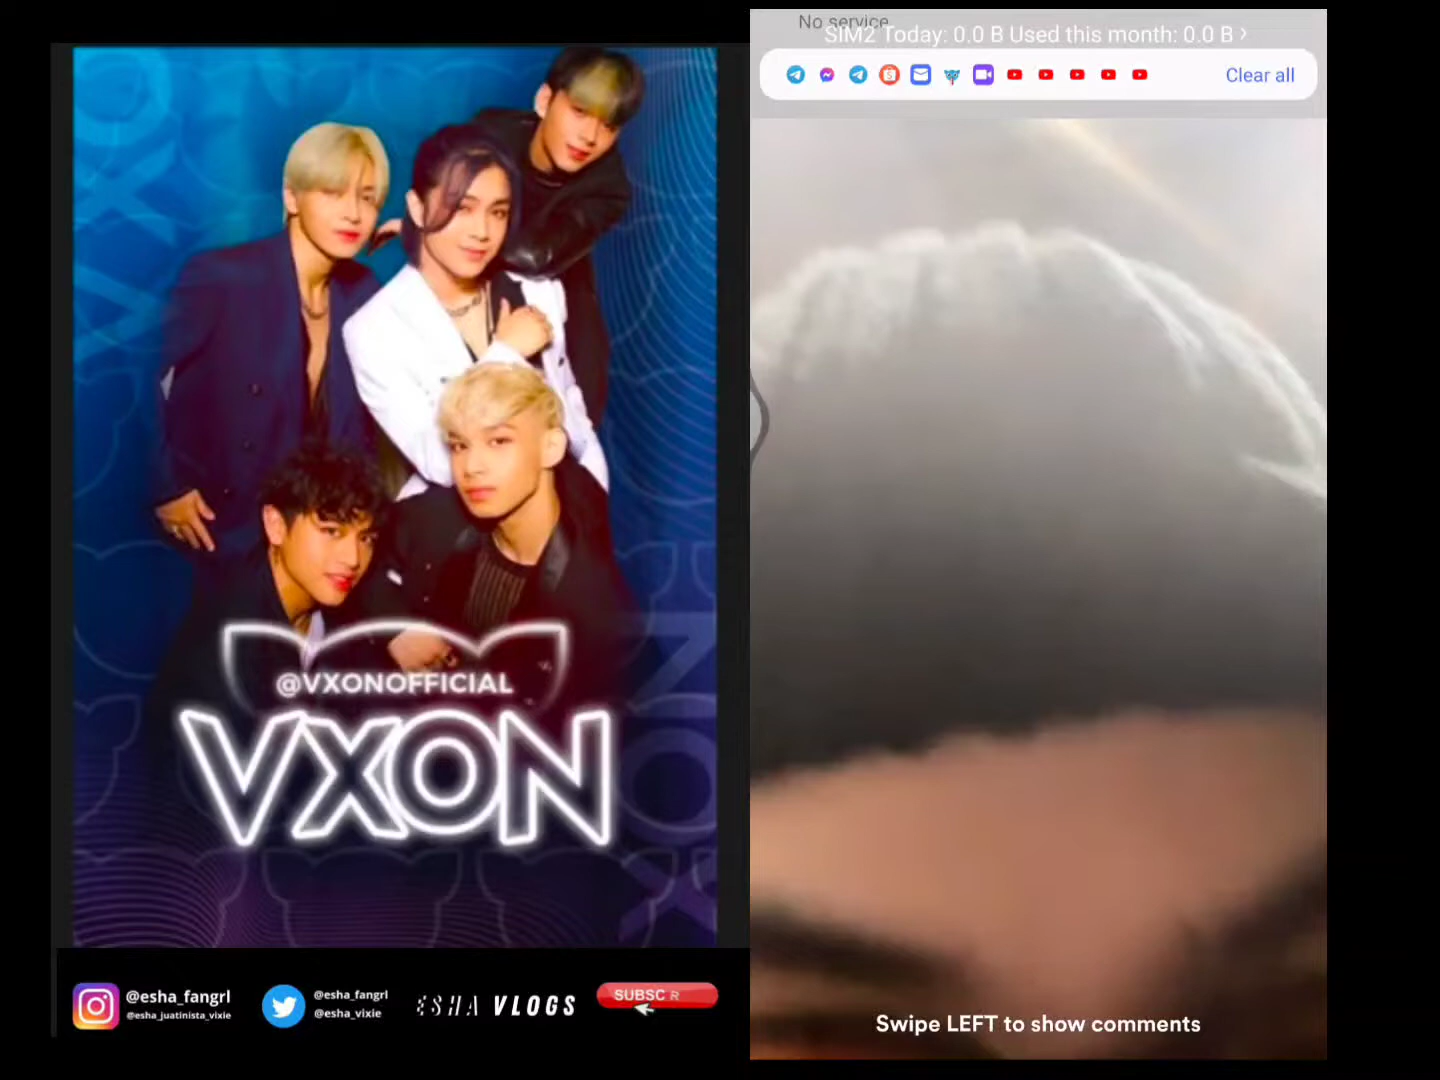 @VXONOFFICIAL
VXON
@esha_fangrl
@esha_juatinista_vixie
@esha_fangrl
@esha_vixie
ESHA VLOGS
SUBSC R
No service
SIM2 Today: 0.0 B Used this month: 0.0 B >
Clear all
Swipe LEFT to show comments